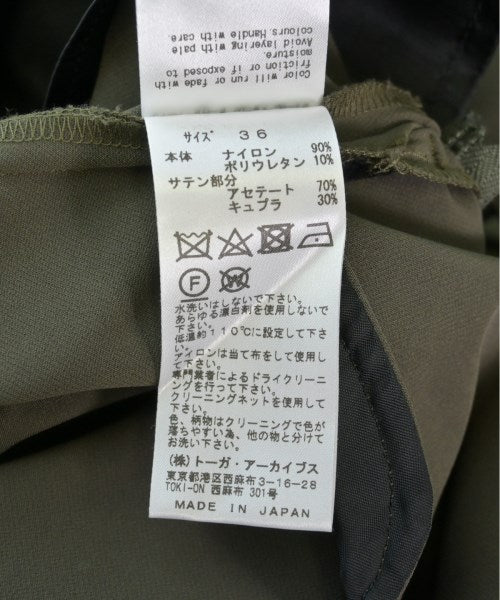 Color will run or fade with
friction or if exposed to
moisture.
Avoid layering with pale
colours. Handle with care.
サイズ 36
本体 ナイロン 90%
ポリウレタン 10%
サテン部分
アセテート 70%
キュプラ 30%
F W
水洗いはしないで下さい。
あらゆる漂白剤を使用しないで
下さい。
低温約110℃に設定して下さ
い。
アイロンは当て布をして使用し
て下さい。
専門業者によるドライクリーニ
ングを行って下さい。
クリーニングネットを使用して
下さい。
色、柄物はクリーニングで色が
落ちやすい為、他の物と分けて
お洗い下さい。
(株)トーガ・アーカイブス
東京都港区西麻布3-16-28
TOKI-ON 西麻布 301号
MADE IN JAPAN